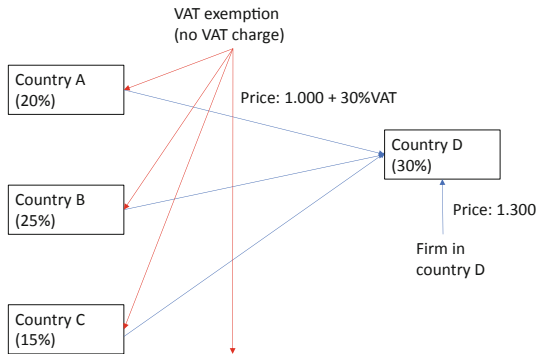 VAT exemption
(no VAT charge)
Country A
(20%)
Price: 1.000 + 30%VAT
Country D
(30%)
Country B
(25%)
Price: 1.300
Firm in
country D
Country C
(15%)